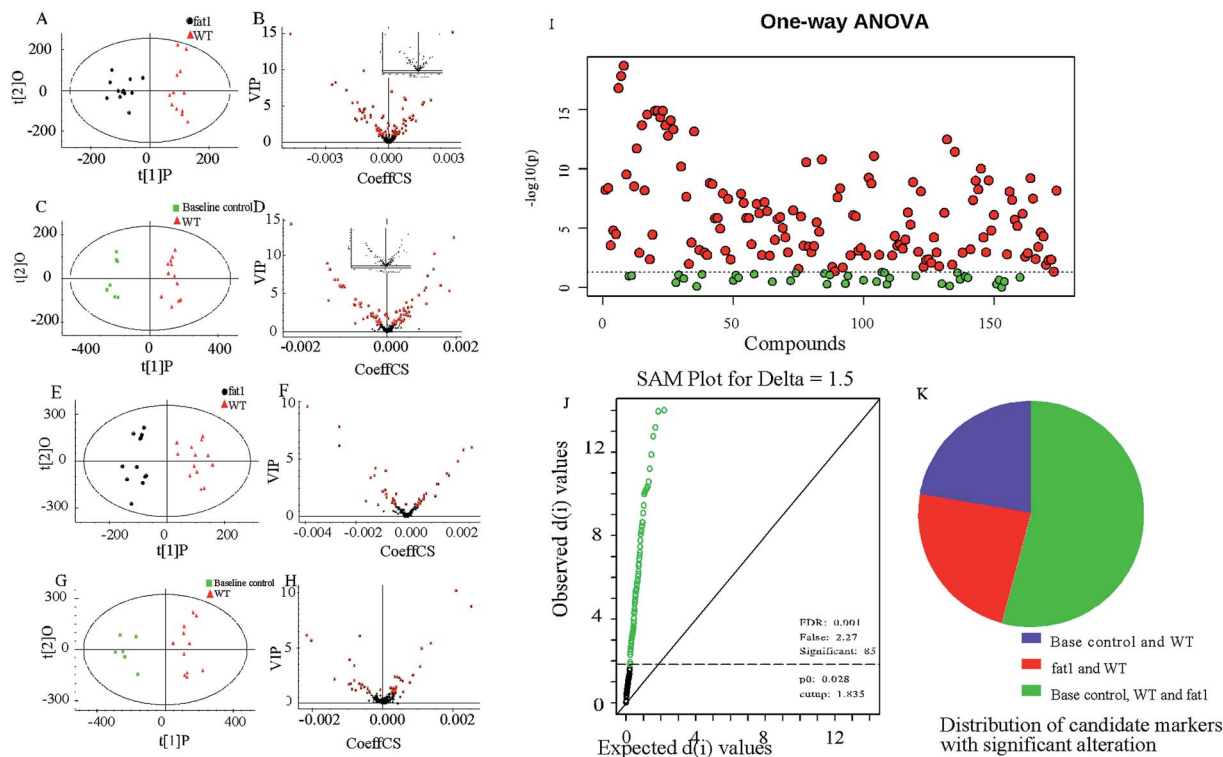 A
fat1
WT
200
0
-200
t[2]O
-200 0 200
t[1]P
B
15
10
5
0
VIP
-0.003 0.000 0.003
CoeffCS
C
Baseline control
WT
200
0
-200
t[2]O
-400 0 400
t[1]P
D
15
10
5
0
VIP
-0.002 0.000 0.002
CoeffCS
E
fat1
WT
300
0
-300
t[2]O
-200 0 200
t[1]P
F
10
5
0
VIP
-0.004 -0.002 0.000 0.002
CoeffCS
G
Baseline control
WT
300
0
-300
t[2]O
-400 0 400
t[1]P
H
10
5
0
VIP
-0.002 0.000 0.002
CoeffCS
I
One-way ANOVA
15
10
5
0
-log10(p)
0 50 100 150
Compounds
SAM Plot for Delta = 1.5
J
12
8
4
0
Observed d(i) values
FDR: 0.001
False: 2.27
Significant: 85
p0: 0.028
cutup: 1.835
0 4 8 12
Expected d(i) values
K
Base control and WT
fat1 and WT
Base control, WT and fat1
Distribution of candidate markers
with significant alteration